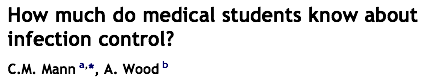 How much do medical students know about
infection control?
C.M. Mann a,*, A. Wood b